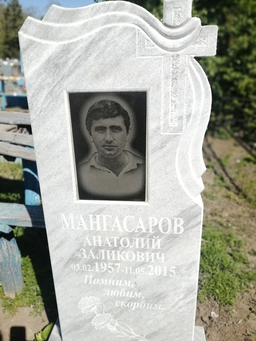 МАНГАСАРОВ
АНАТОЛИЙ
ЗАЛИКОВИЧ
03.02.1957-11.05.2015
Помним,
любим,
скорбим.